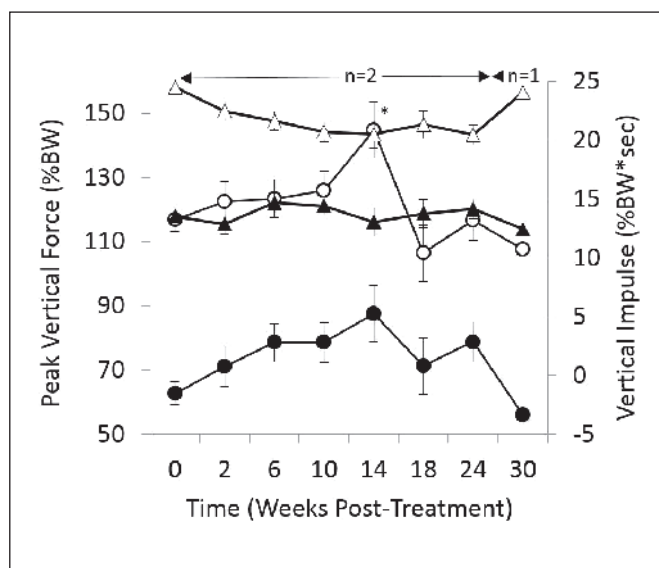 n=2
n=1
150
130
110
90
70
50
25
20
15
10
5
0
-5
Peak Vertical Force (%BW)
Vertical Impulse (%BW*sec)
*
0 2 6 10 14 18 24 30
Time (Weeks Post-Treatment)